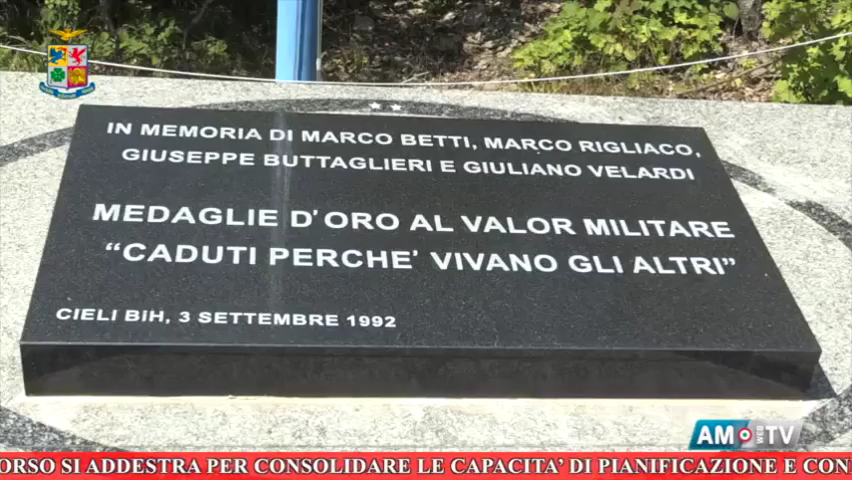 IN MEMORIA DI MARCO BETTI, MARCO RIGLIACO,
GIUSEPPE BUTTAGLIERI E GIULIANO VELARDI
MEDAGLIE D'ORO AL VALOR MILITARE
“CADUTI PERCHE' VIVANO GLI ALTRI”
CIELI BIH, 3 SETTEMBRE 1992
AM WEB TV
ORSO SI ADDESTRA PER CONSOLIDARE LE CAPACITA' DI PIANIFICAZIONE E CON